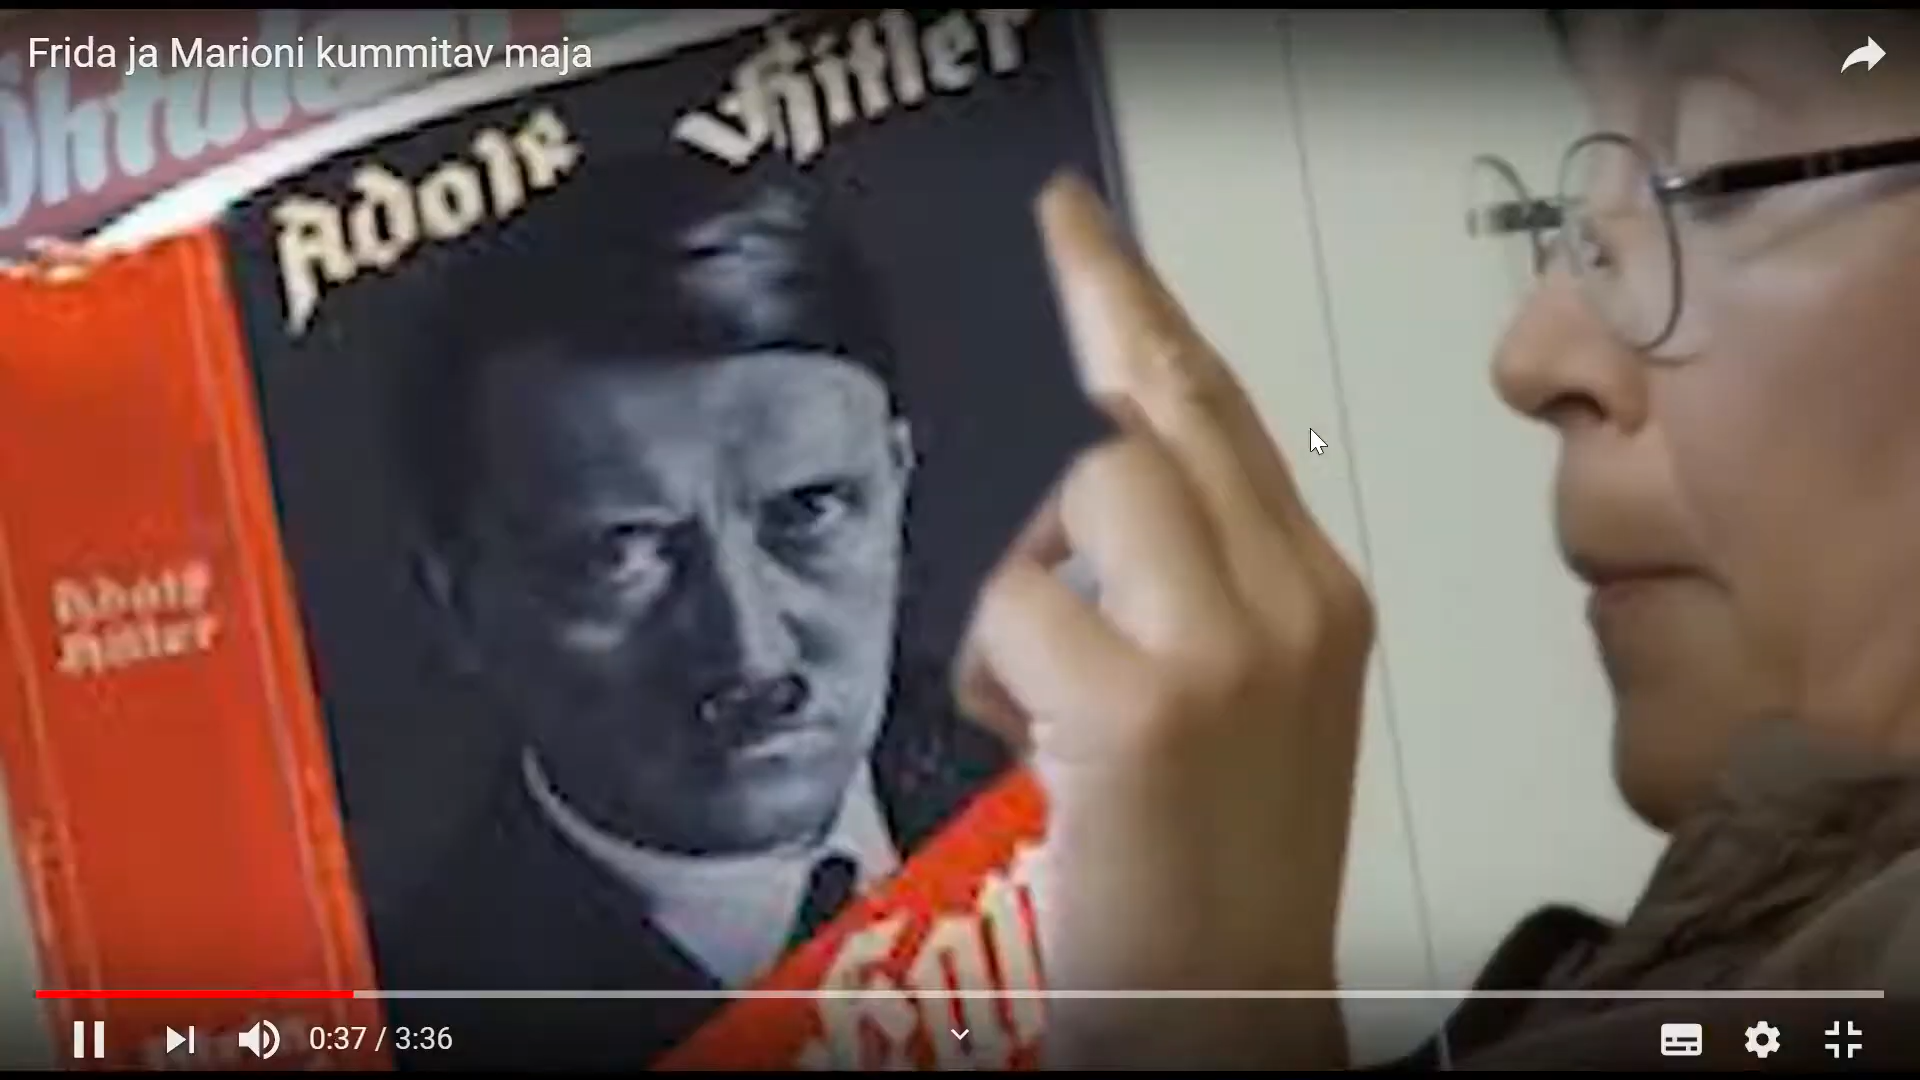 Frida ja Marioni kummitav maja
Adolf Hitler
Adolf
Hitler
0:37 / 3:36